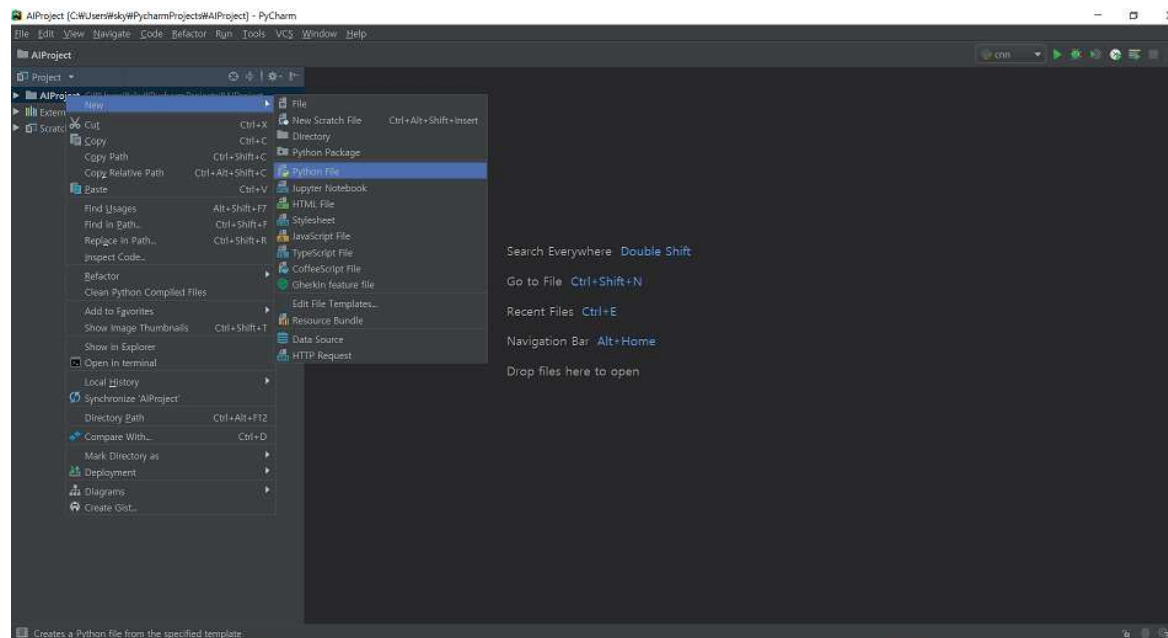 AIProject [C:₩Users₩sky₩PycharmProjects₩AIProject] - PyCharm
File Edit View Navigate Code Refactor Run Tools VCS Window Help
AIProject
cnn
Project
AIProject
New
Cut Ctrl+X
Copy Ctrl+C
Copy Path Ctrl+Shift+C
Copy Relative Path Ctrl+Alt+Shift+C
Paste Ctrl+V
Find Usages Alt+Shift+F7
Find in Path... Ctrl+Shift+F
Replace in Path... Ctrl+Shift+R
Inspect Code...
Refactor
Clean Python Compiled Files
Add to Favorites
Show Image Thumbnails Ctrl+Shift+T
Show in Explorer
Open in terminal
Local History
Synchronize 'AIProject'
Directory Path Ctrl+Alt+F12
Compare With... Ctrl+D
Mark Directory as
Deployment
Diagrams
Create Gist...
File
New Scratch File Ctrl+Alt+Shift+Insert
Directory
Python Package
Python File
Jupyter Notebook
HTML File
Stylesheet
JavaScript File
TypeScript File
CoffeeScript File
Gherkin feature file
Edit File Templates...
Resource Bundle
Data Source
HTTP Request
Search Everywhere Double Shift
Go to File Ctrl+Shift+N
Recent Files Ctrl+E
Navigation Bar Alt+Home
Drop files here to open
Creates a Python file from the specified template